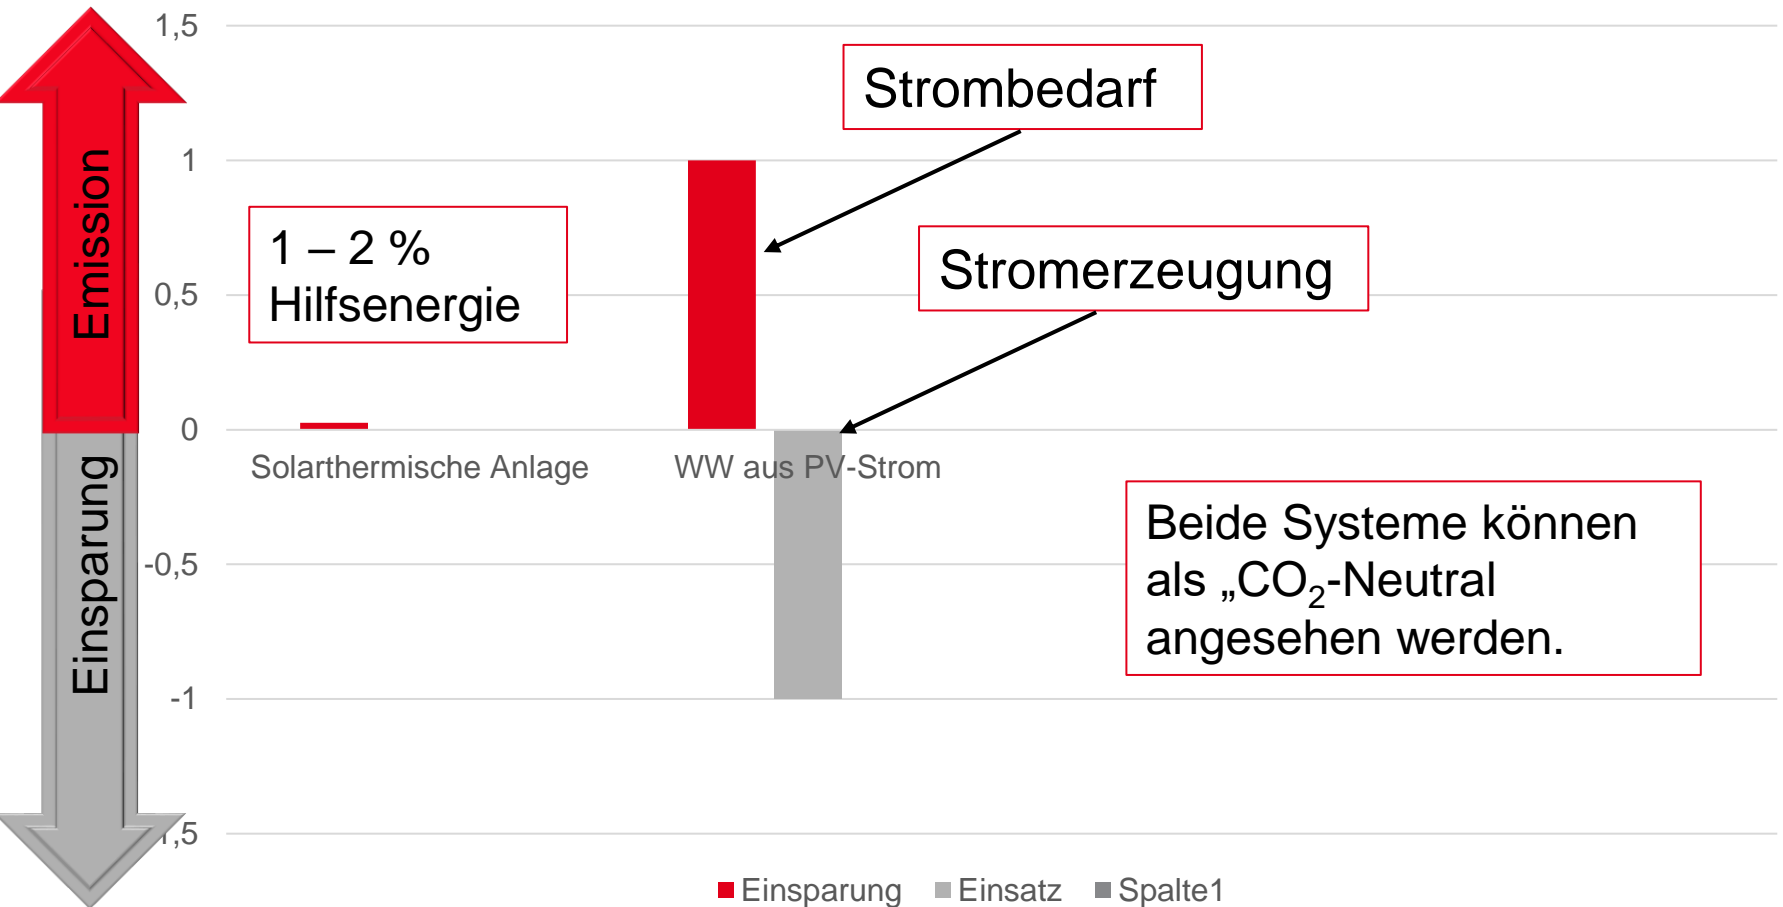 1,5
1
0,5
0
-0,5
-1
1,5
Emission
Einsparung
Strombedarf
1 – 2 %
Hilfsenergie
Stromerzeugung
Solarthermische Anlage
WW aus PV-Strom
Beide Systeme können
als „CO₂-Neutral
angesehen werden.
Einsparung Einsatz Spalte1